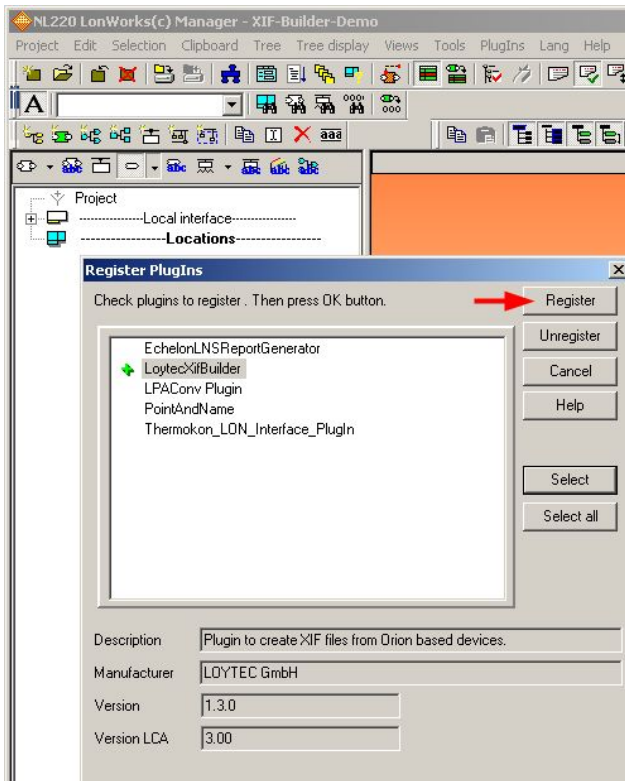 NL220 LonWorks(c) Manager - XIF-Builder-Demo
Project Edit Selection Clipboard Tree Tree display Views Tools PlugIns Lang Help
A
Project
----------------Local interface----------------
-----------------Locations-----------------
Register PlugIns
Check plugins to register . Then press OK button.
Register
Unregister
Cancel
Help
Select
Select all
EchelonLNSReportGenerator
LoytecXifBuilder
LPAConv Plugin
PointAndName
Thermokon_LON_Interface_PlugIn
Description Plugin to create XIF files from Orion based devices.
Manufacturer LOYTEC GmbH
Version 1.3.0
Version LCA 3.00